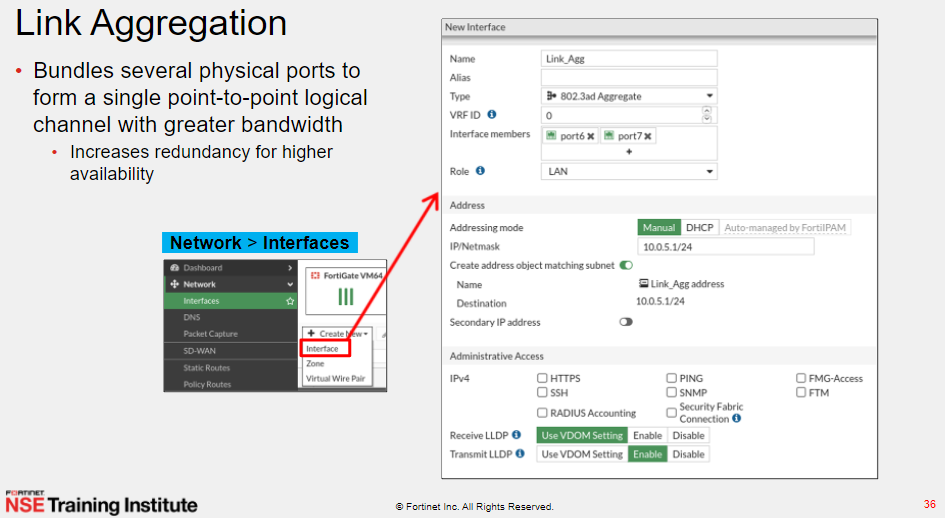 Link Aggregation
• Bundles several physical ports to
form a single point-to-point logical
channel with greater bandwidth
• Increases redundancy for higher
availability
Network > Interfaces
Dashboard
Network
Interfaces
DNS
Packet Capture
SD-WAN
Static Routes
Policy Routes
FortiGate VM64
Create New
Interface
Zone
Virtual Wire Pair
New Interface
Name Link_Agg
Alias
Type 802.3ad Aggregate
VRF ID 0
Interface members port6 port7
Role LAN
Address
Addressing mode Manual DHCP Auto-managed by FortiIPAM
IP/Netmask 10.0.5.1/24
Create address object matching subnet
Name Link_Agg address
Destination 10.0.5.1/24
Secondary IP address
Administrative Access
IPv4 HTTPS PING FMG-Access
SSH SNMP FTM
RADIUS Accounting Security Fabric
Connection
Receive LLDP Use VDOM Setting Enable Disable
Transmit LLDP Use VDOM Setting Enable Disable
FORTINET
NSE Training Institute
© Fortinet Inc. All Rights Reserved.
36